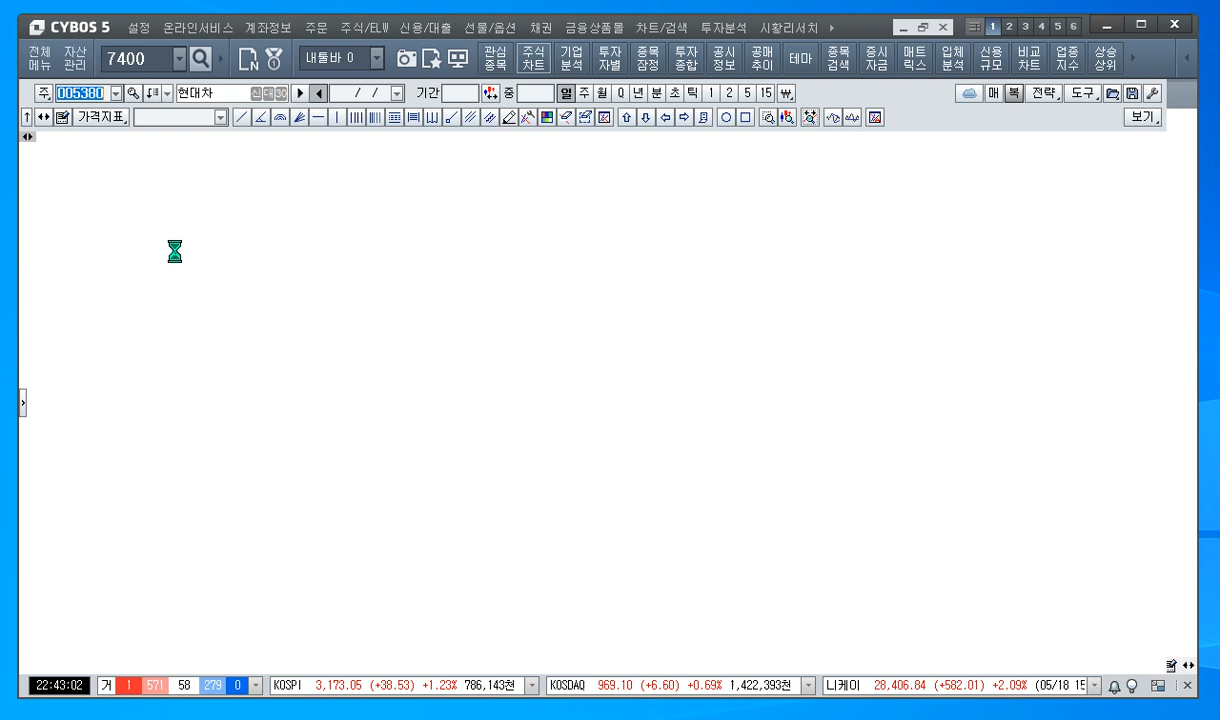 CYBOS 5 설정 온라인서비스 계좌정보 주문 주식/ELW 신용/대출 선물/옵션 채권 금융상품몰 차트/검색 투자분석 시황리서치 1 2 3 4 5 6
전체 메뉴 자산 관리 7400 내툴바 0 관심 종목 주식 차트 기업 분석 투자 자별 종목 잠정 투자 종합 공시 정보 공매 추이 테마 종목 검색 증시 자금 매트 릭스 입체 분석 신용 규모 비교 차트 업종 지수 상승 상위
주 005380 현대차 신 대 30 / / 기간 중 일 주 월 Q 년 분 초 틱 1 2 5 15 ₩ 매 복 전략 도구
가격지표 보기
22:43:02 거 1 571 58 279 0 KOSPI 3,173.05 (+38.53) +1.23% 786,143천 KOSDAQ 969.10 (+6.60) +0.69% 1,422,393천 니케이 28,406.84 (+582.01) +2.09% (05/18 15